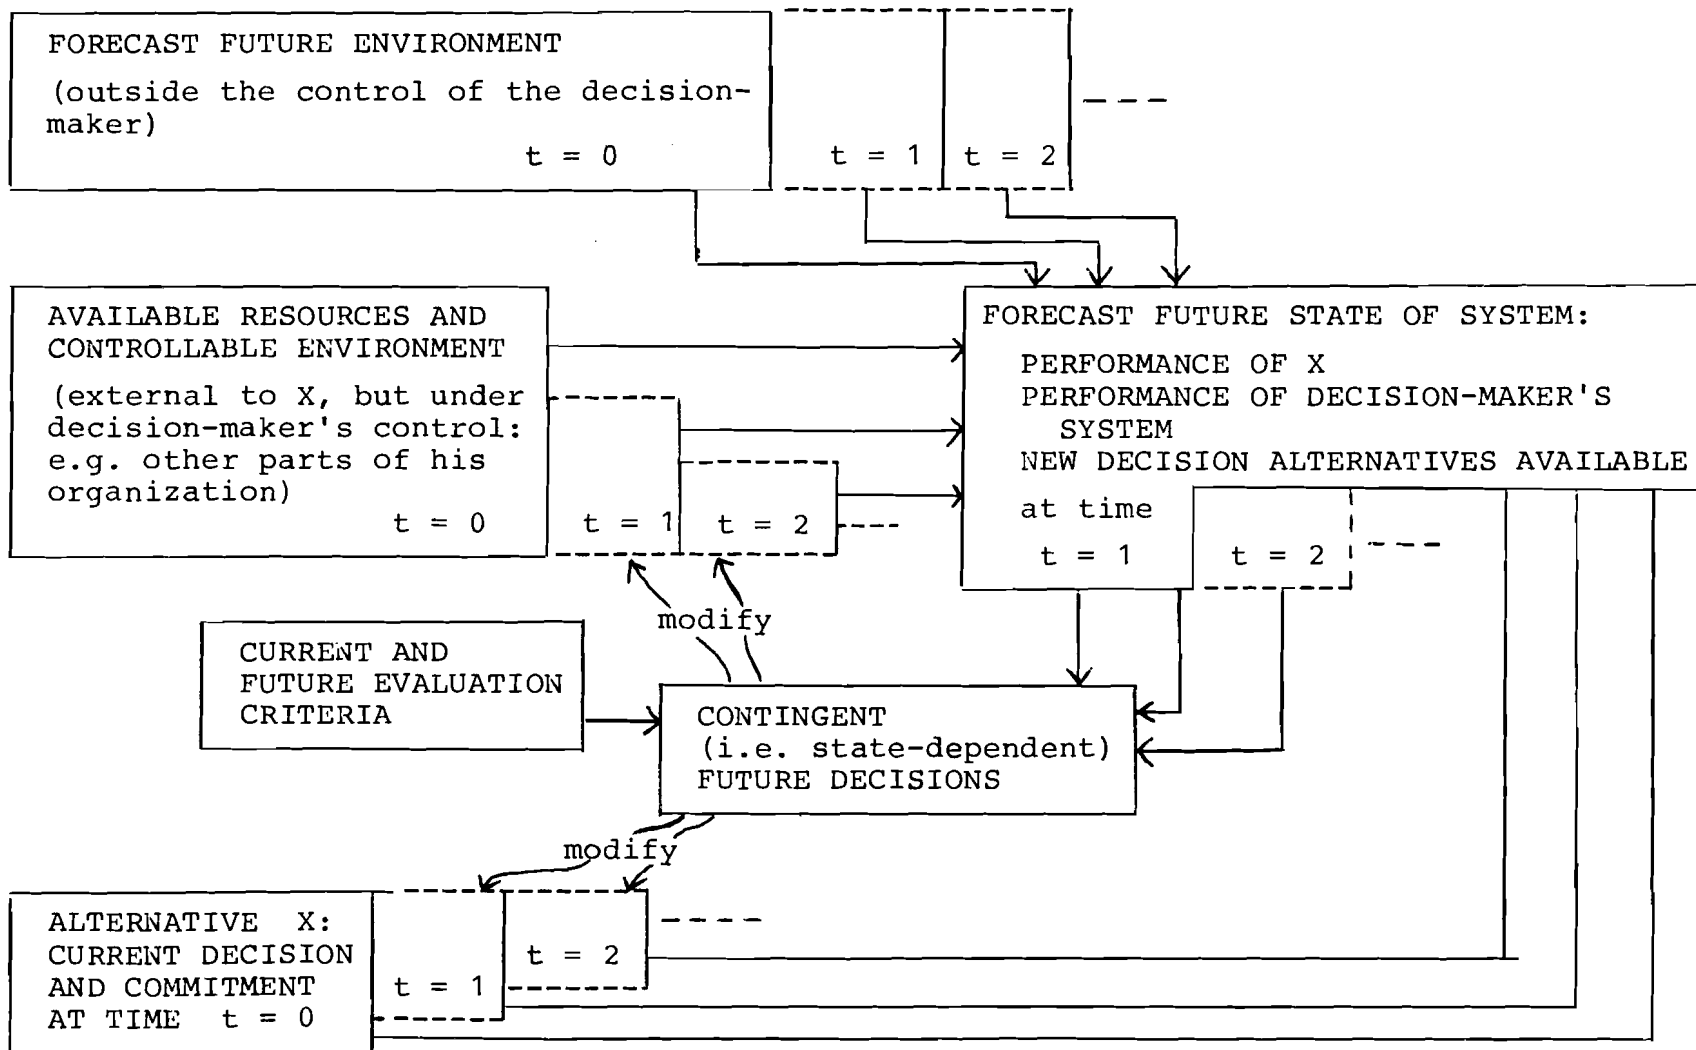 FORECAST FUTURE ENVIRONMENT
(outside the control of the decision-
maker)
t = 0
t = 1
t = 2
AVAILABLE RESOURCES AND
CONTROLLABLE ENVIRONMENT
(external to X, but under
decision-maker's control:
e.g. other parts of his
organization)
t = 0
t = 1
t = 2
FORECAST FUTURE STATE OF SYSTEM:
PERFORMANCE OF X
PERFORMANCE OF DECISION-MAKER'S
SYSTEM
NEW DECISION ALTERNATIVES AVAILABLE
at time
t = 1
t = 2
modify
CURRENT AND
FUTURE EVALUATION
CRITERIA
CONTINGENT
(i.e. state-dependent)
FUTURE DECISIONS
modify
ALTERNATIVE X:
CURRENT DECISION
AND COMMITMENT
AT TIME t = 0
t = 1
t = 2